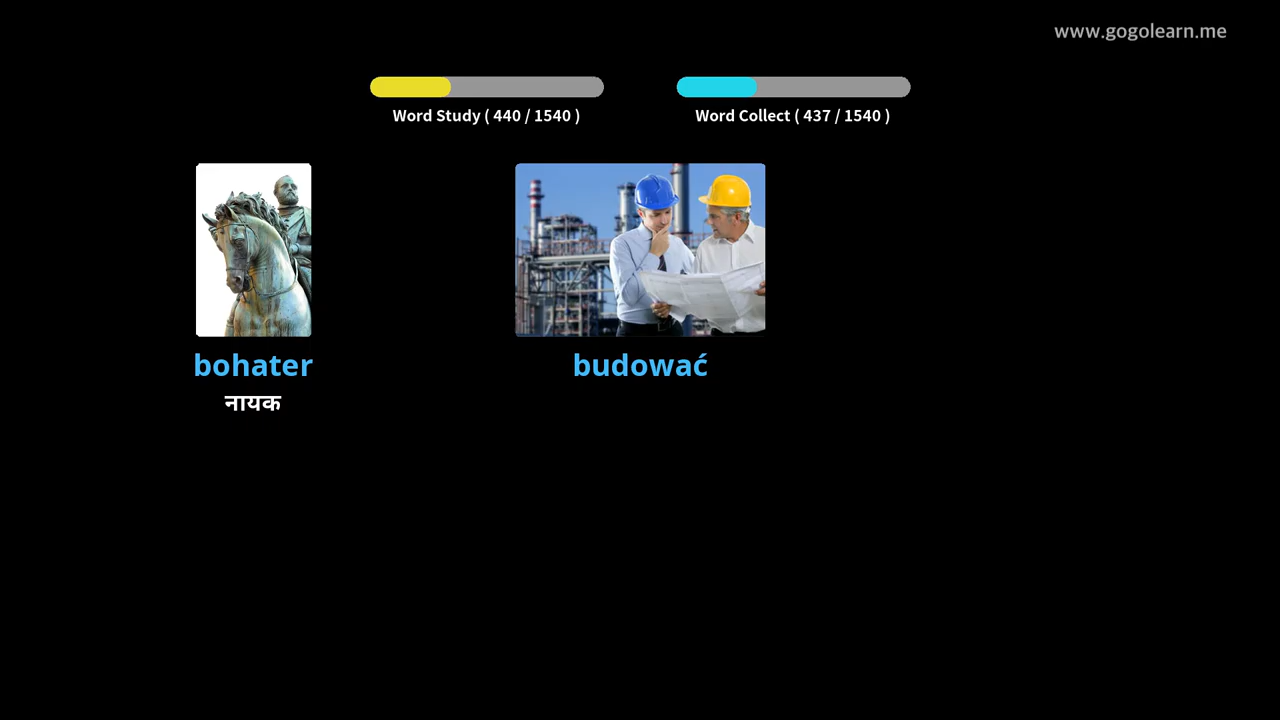 www.gogolearn.me
Word Study ( 440 / 1540 )
Word Collect ( 437 / 1540 )
bohater
नायक
budować